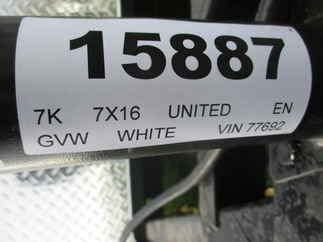 15887
7K 7X16 UNITED EN
GVW WHITE VIN 77692